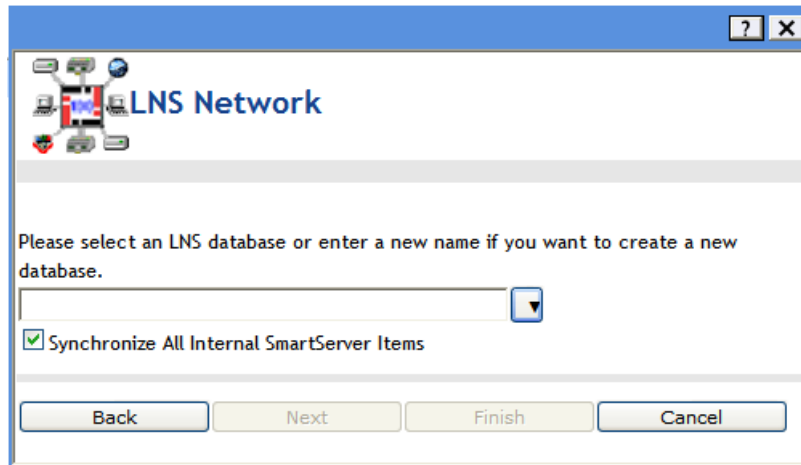 ?
LNS Network
Please select an LNS database or enter a new name if you want to create a new
database.
Synchronize All Internal SmartServer Items
Back Next Finish Cancel